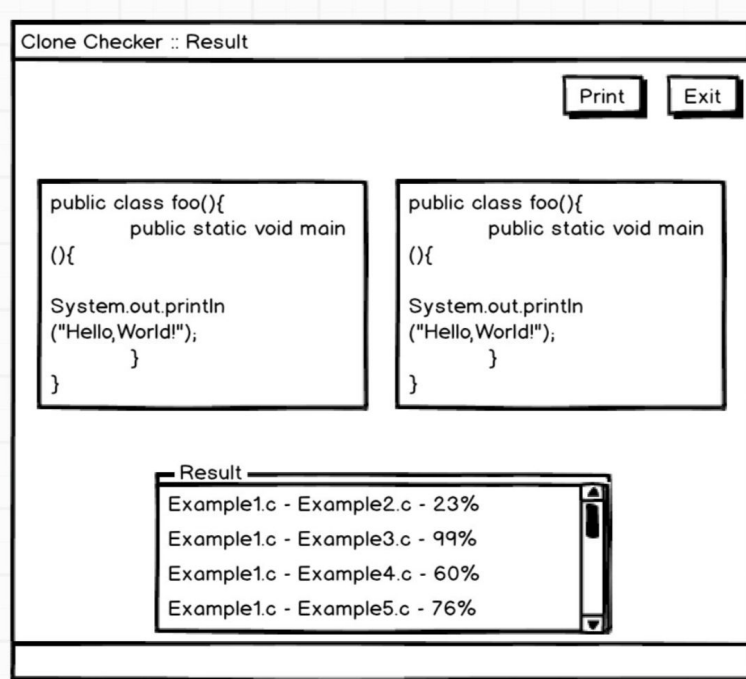 Clone Checker :: Result
Print
Exit
public class foo(){
public static void main
(){
System.out.println
("Hello,World!");
}
}
public class foo(){
public static void main
(){
System.out.println
("Hello,World!");
}
}
Result
Example1.c - Example2.c - 23%
Example1.c - Example3.c - 99%
Example1.c - Example4.c - 60%
Example1.c - Example5.c - 76%